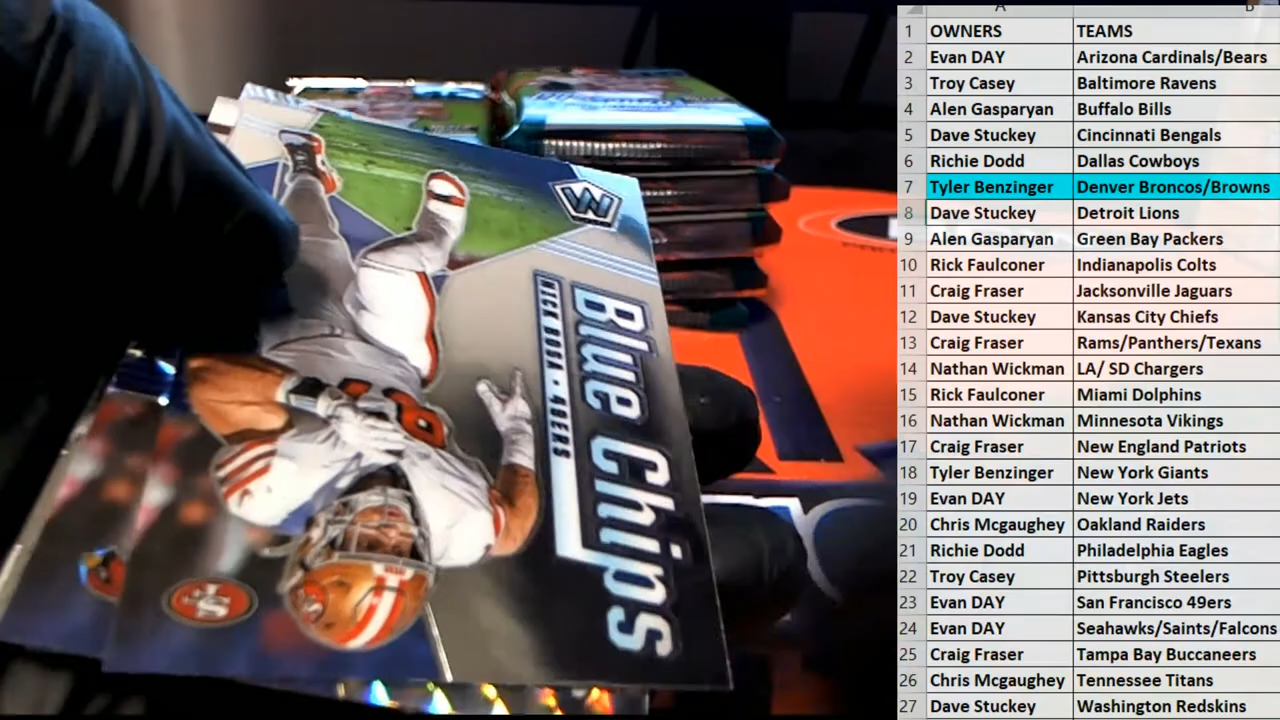 W
Blue Chips
NICK BOSA • 49ERS
SF
A B
1 OWNERS TEAMS
2 Evan DAY Arizona Cardinals/Bears
3 Troy Casey Baltimore Ravens
4 Alen Gasparyan Buffalo Bills
5 Dave Stuckey Cincinnati Bengals
6 Richie Dodd Dallas Cowboys
7 Tyler Benzinger Denver Broncos/Browns
8 Dave Stuckey Detroit Lions
9 Alen Gasparyan Green Bay Packers
10 Rick Faulconer Indianapolis Colts
11 Craig Fraser Jacksonville Jaguars
12 Dave Stuckey Kansas City Chiefs
13 Craig Fraser Rams/Panthers/Texans
14 Nathan Wickman LA/ SD Chargers
15 Rick Faulconer Miami Dolphins
16 Nathan Wickman Minnesota Vikings
17 Craig Fraser New England Patriots
18 Tyler Benzinger New York Giants
19 Evan DAY New York Jets
20 Chris Mcgaughey Oakland Raiders
21 Richie Dodd Philadelphia Eagles
22 Troy Casey Pittsburgh Steelers
23 Evan DAY San Francisco 49ers
24 Evan DAY Seahawks/Saints/Falcons
25 Craig Fraser Tampa Bay Buccaneers
26 Chris Mcgaughey Tennessee Titans
27 Dave Stuckey Washington Redskins